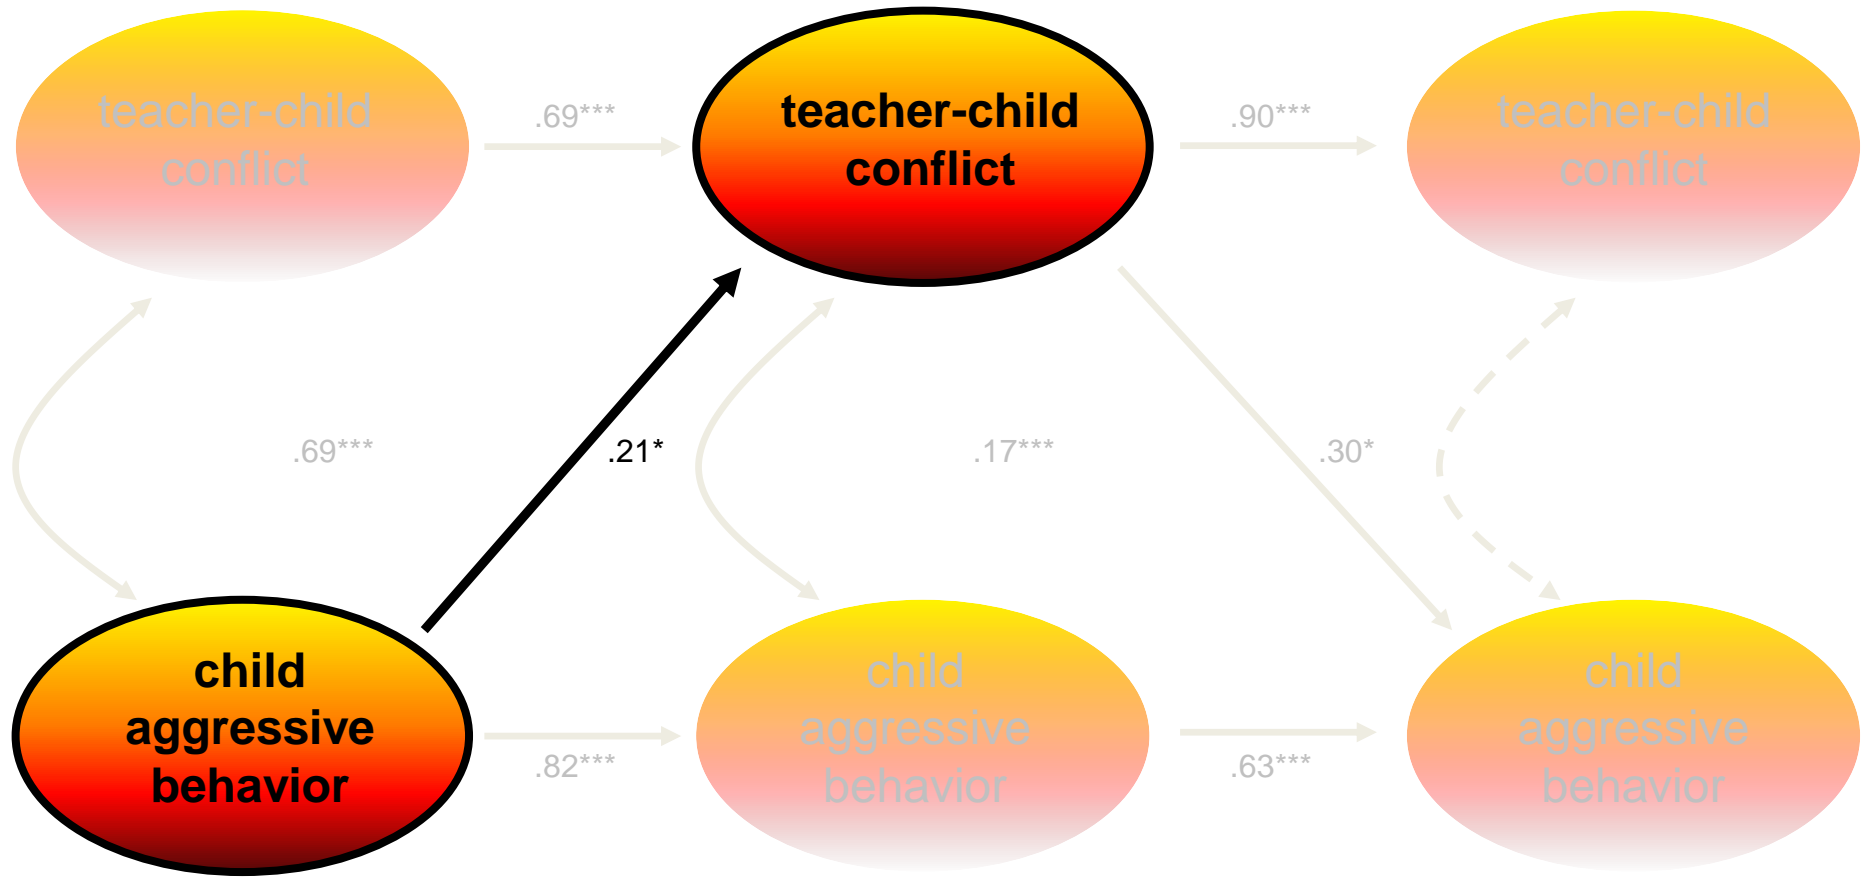 teacher-child
conflict
.69***
teacher-child
conflict
.90***
teacher-child
conflict
.69***
.21*
.17***
.30*
child
aggressive
behavior
.82***
child
aggressive
behavior
.63***
child
aggressive
behavior